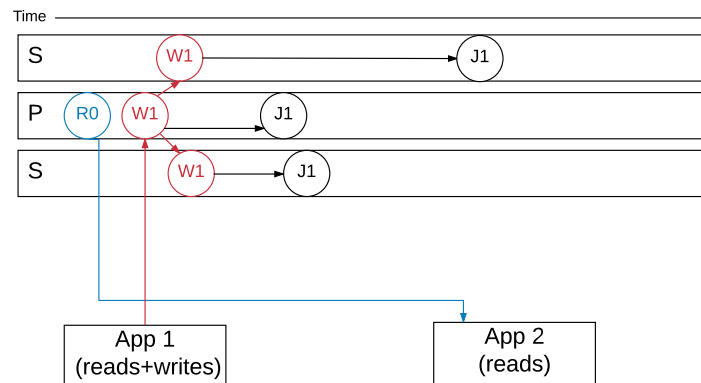 Time
S
W1
J1
P
R0
W1
J1
S
W1
J1
App 1
(reads+writes)
App 2
(reads)